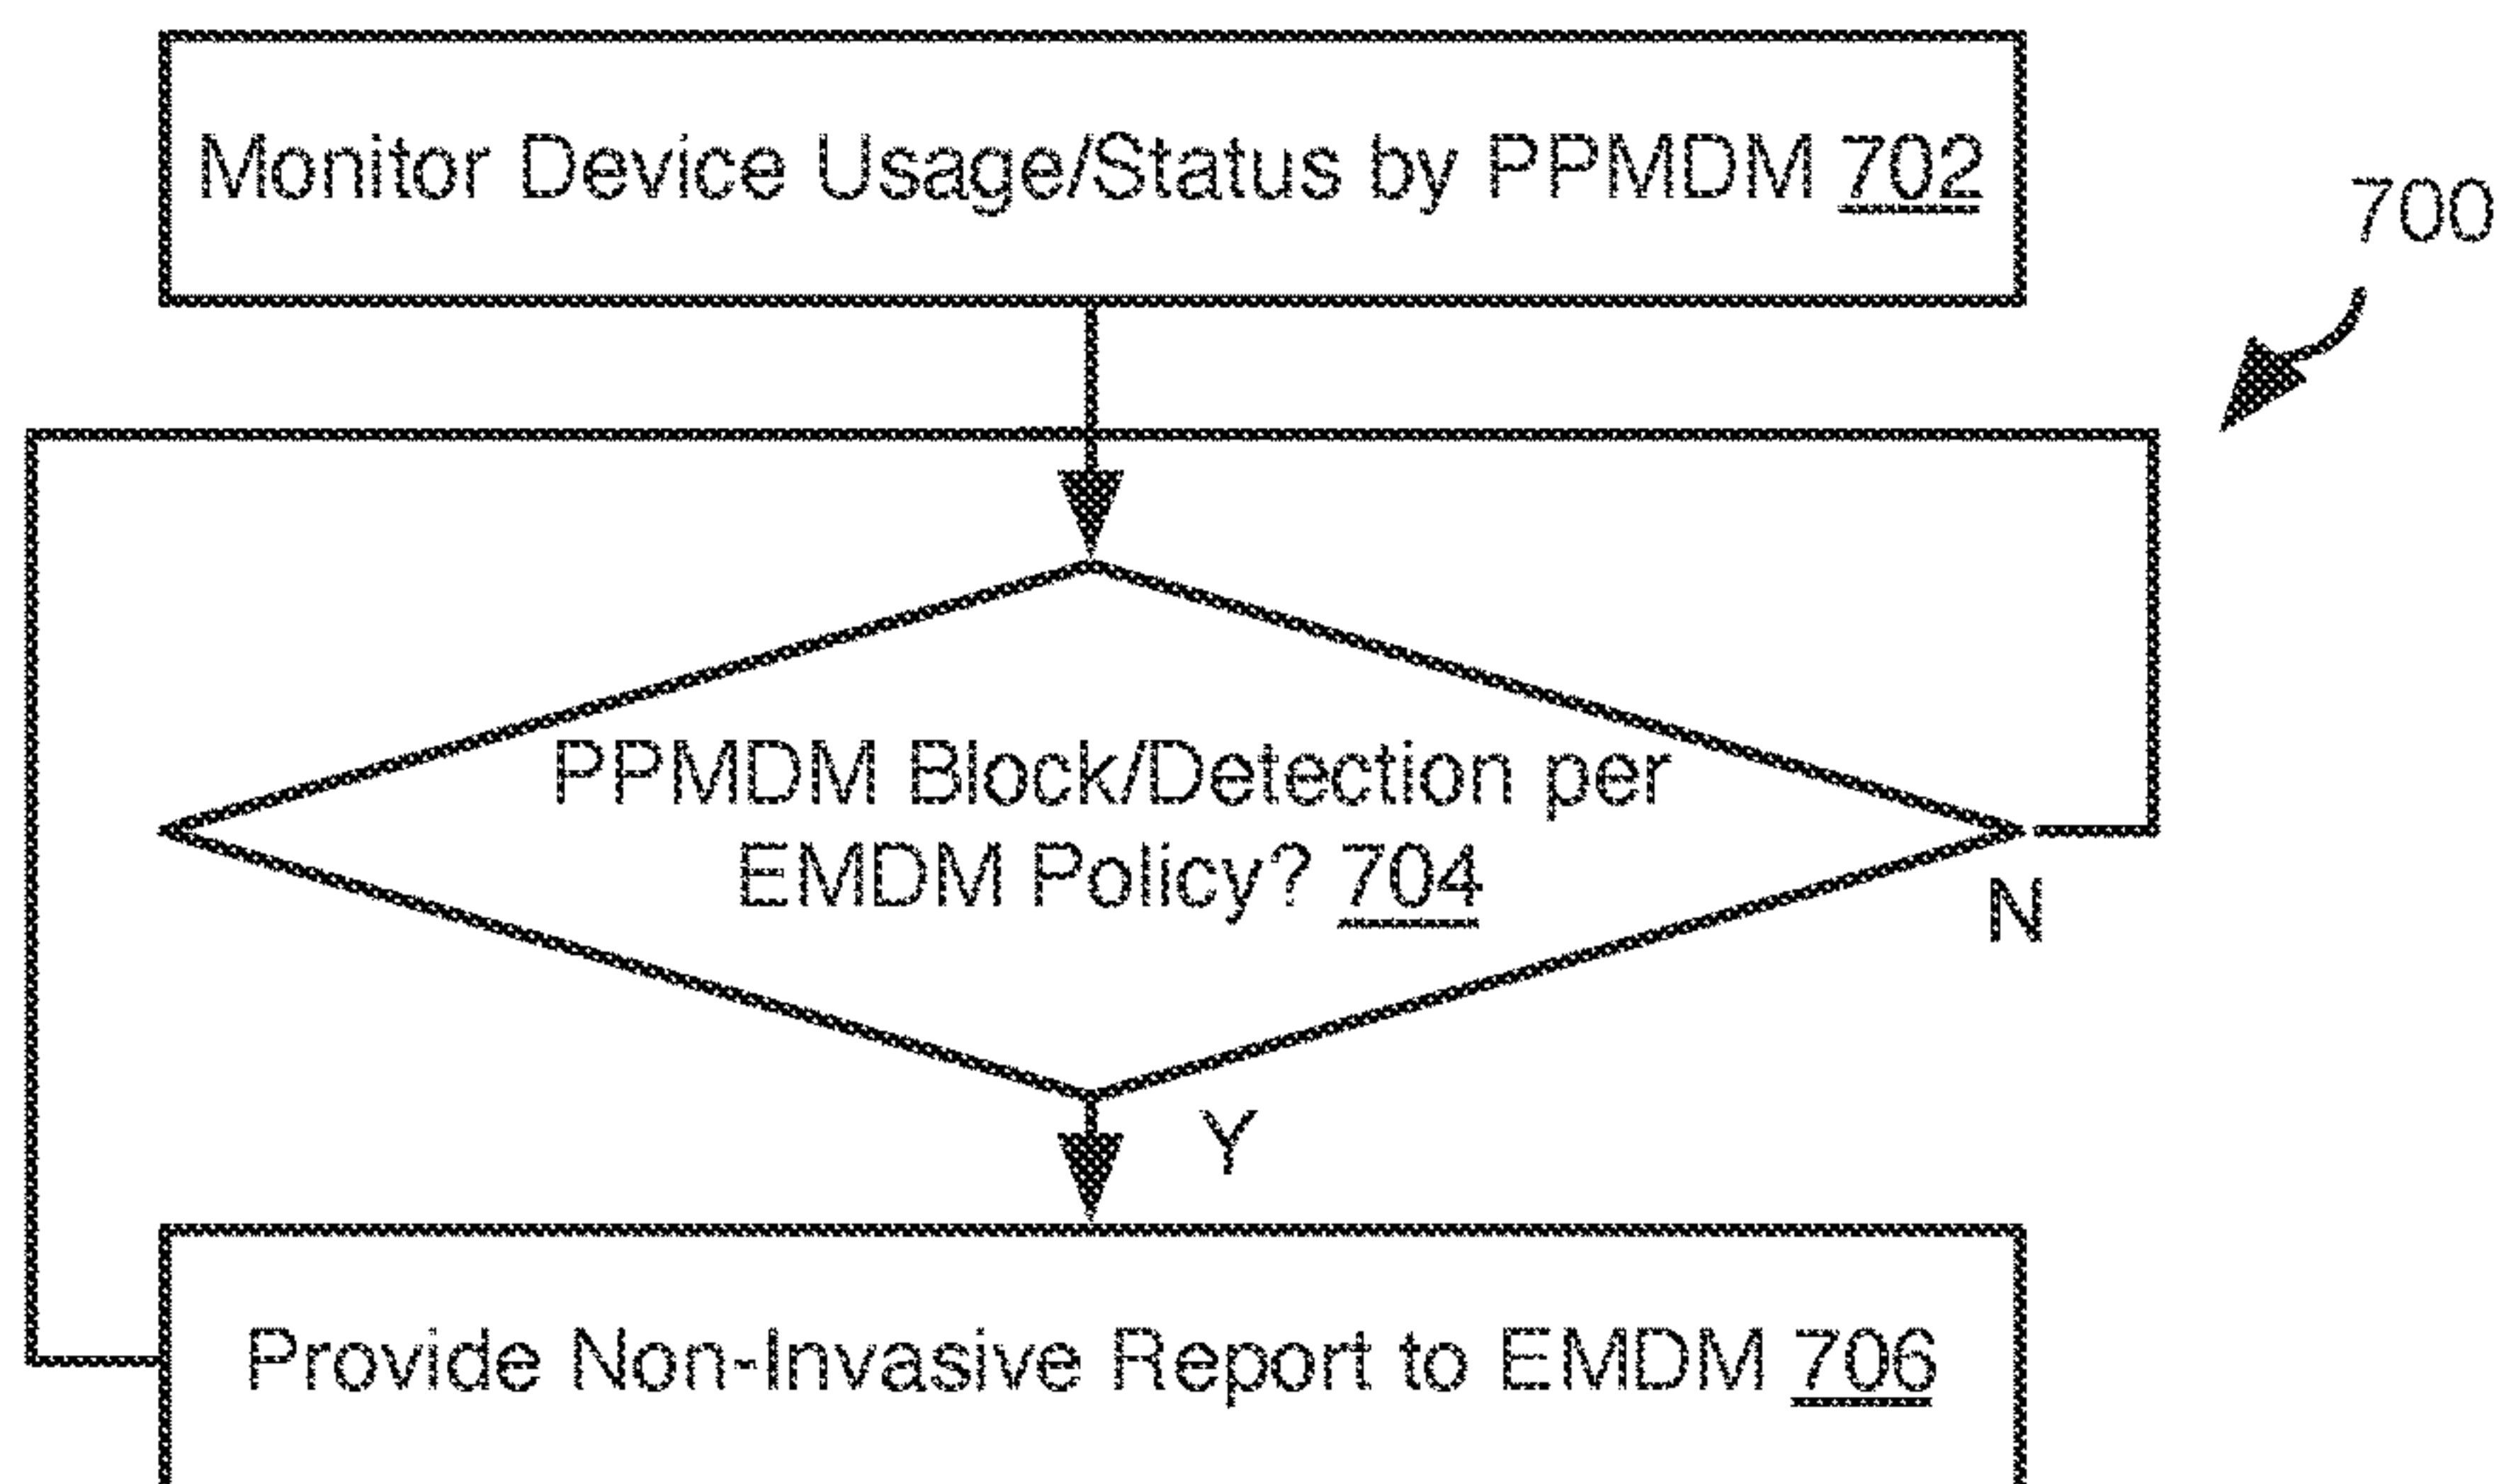 Monitor Device Usage/Status by PPMDM 702
700
PPMDM Block/Detection per
EMDM Policy? 704
N
Y
Provide Non-Invasive Report to EMDM 706